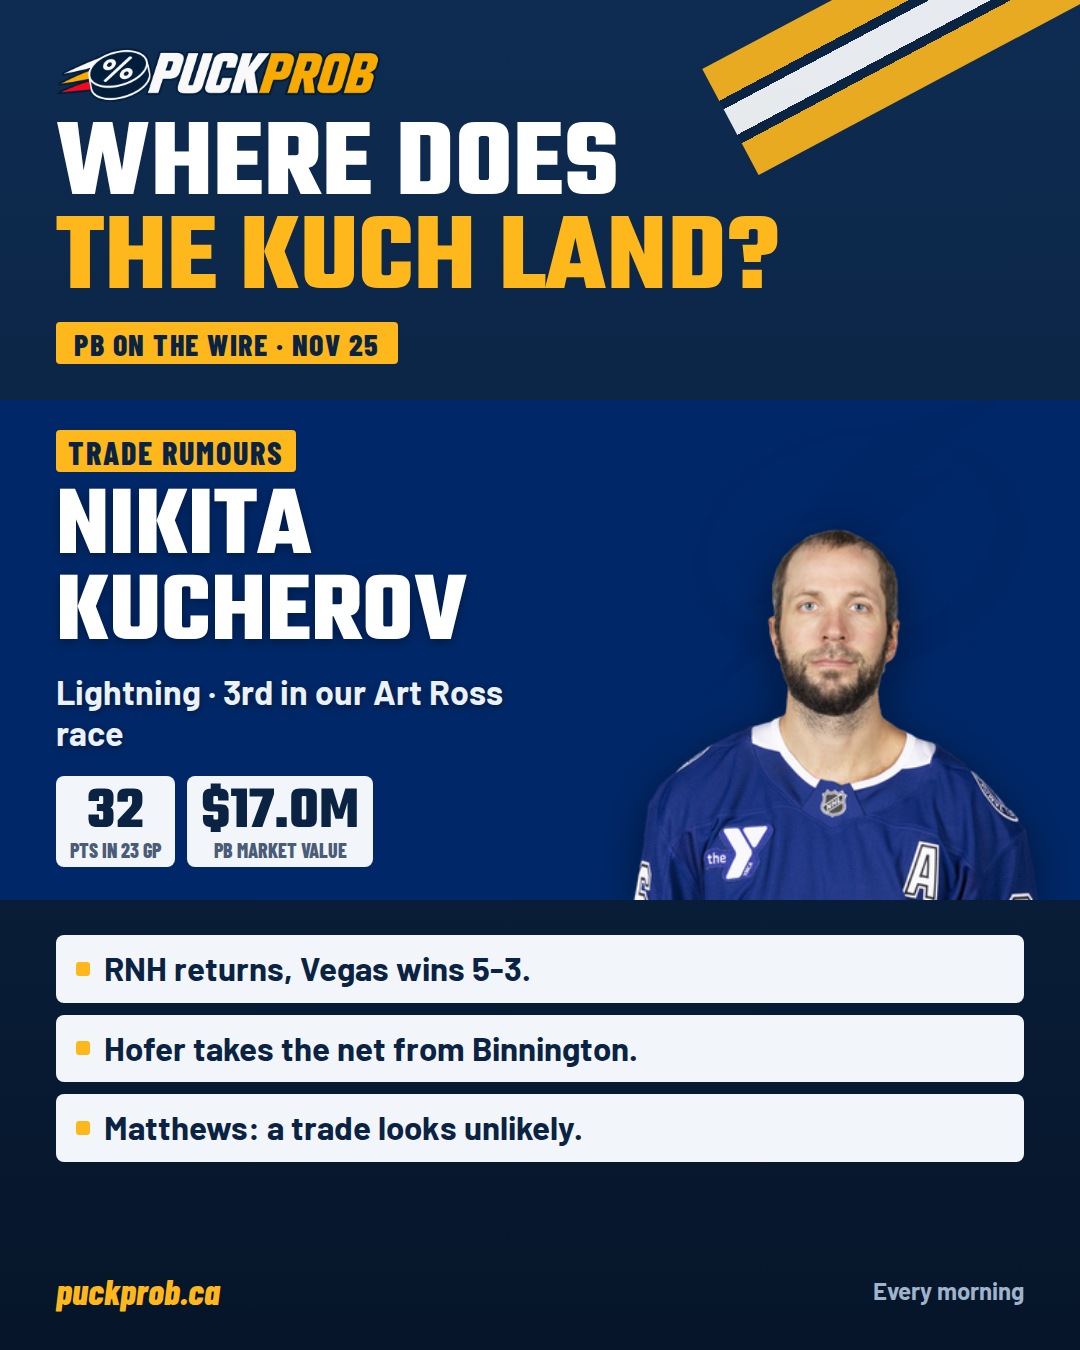 % PUCKPROB
WHERE DOES
THE KUCH LAND?
PB ON THE WIRE · NOV 25
TRADE RUMOURS
NIKITA
KUCHEROV
Lightning · 3rd in our Art Ross
race
32
PTS IN 23 GP
$17.0M
PB MARKET VALUE
NHL
the Y
A
RNH returns, Vegas wins 5-3.
Hofer takes the net from Binnington.
Matthews: a trade looks unlikely.
puckprob.ca
Every morning